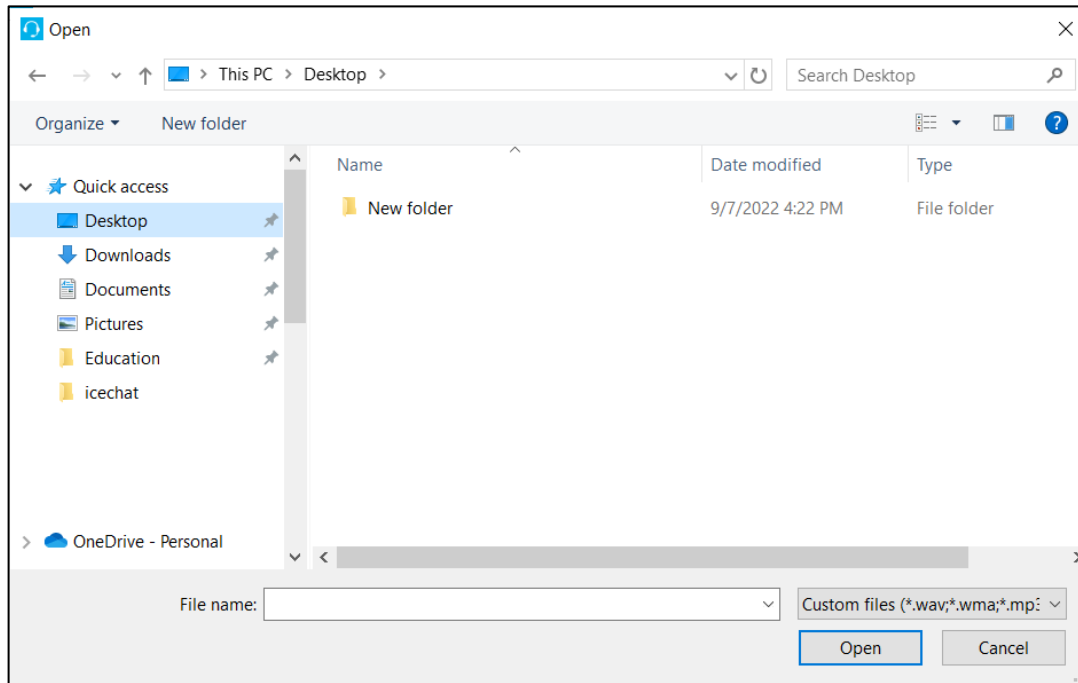 Open
This PC > Desktop >
Search Desktop
Organize
New folder
?
Name
Date modified
Type
Quick access
New folder
9/7/2022 4:22 PM
File folder
Desktop
Downloads
Documents
Pictures
Education
icechat
OneDrive - Personal
File name:
Custom files (*.wav;*.wma;*.mp3
Open
Cancel